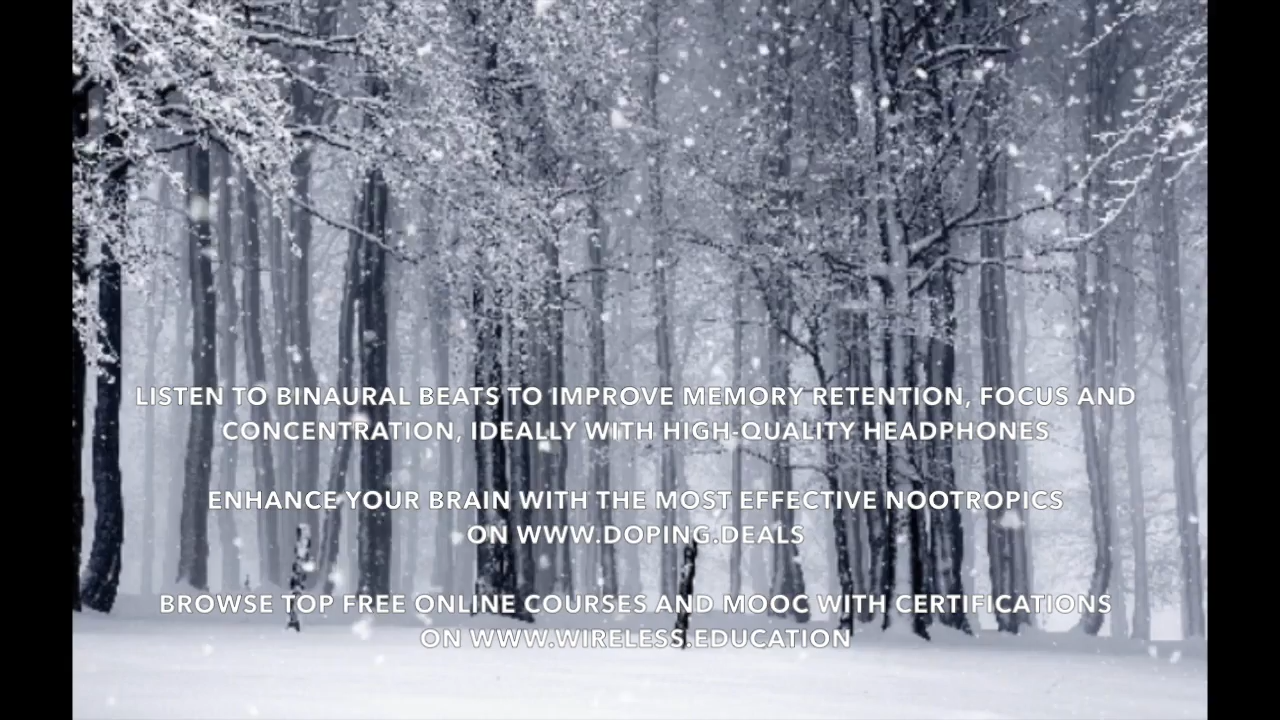 LISTEN TO BINAURAL BEATS TO IMPROVE MEMORY RETENTION, FOCUS AND
CONCENTRATION, IDEALLY WITH HIGH-QUALITY HEADPHONES
ENHANCE YOUR BRAIN WITH THE MOST EFFECTIVE NOOTROPICS
ON WWW.DOPING.DEALS
BROWSE TOP FREE ONLINE COURSES AND MOOC WITH CERTIFICATIONS
ON WWW.WIRELESS.EDUCATION